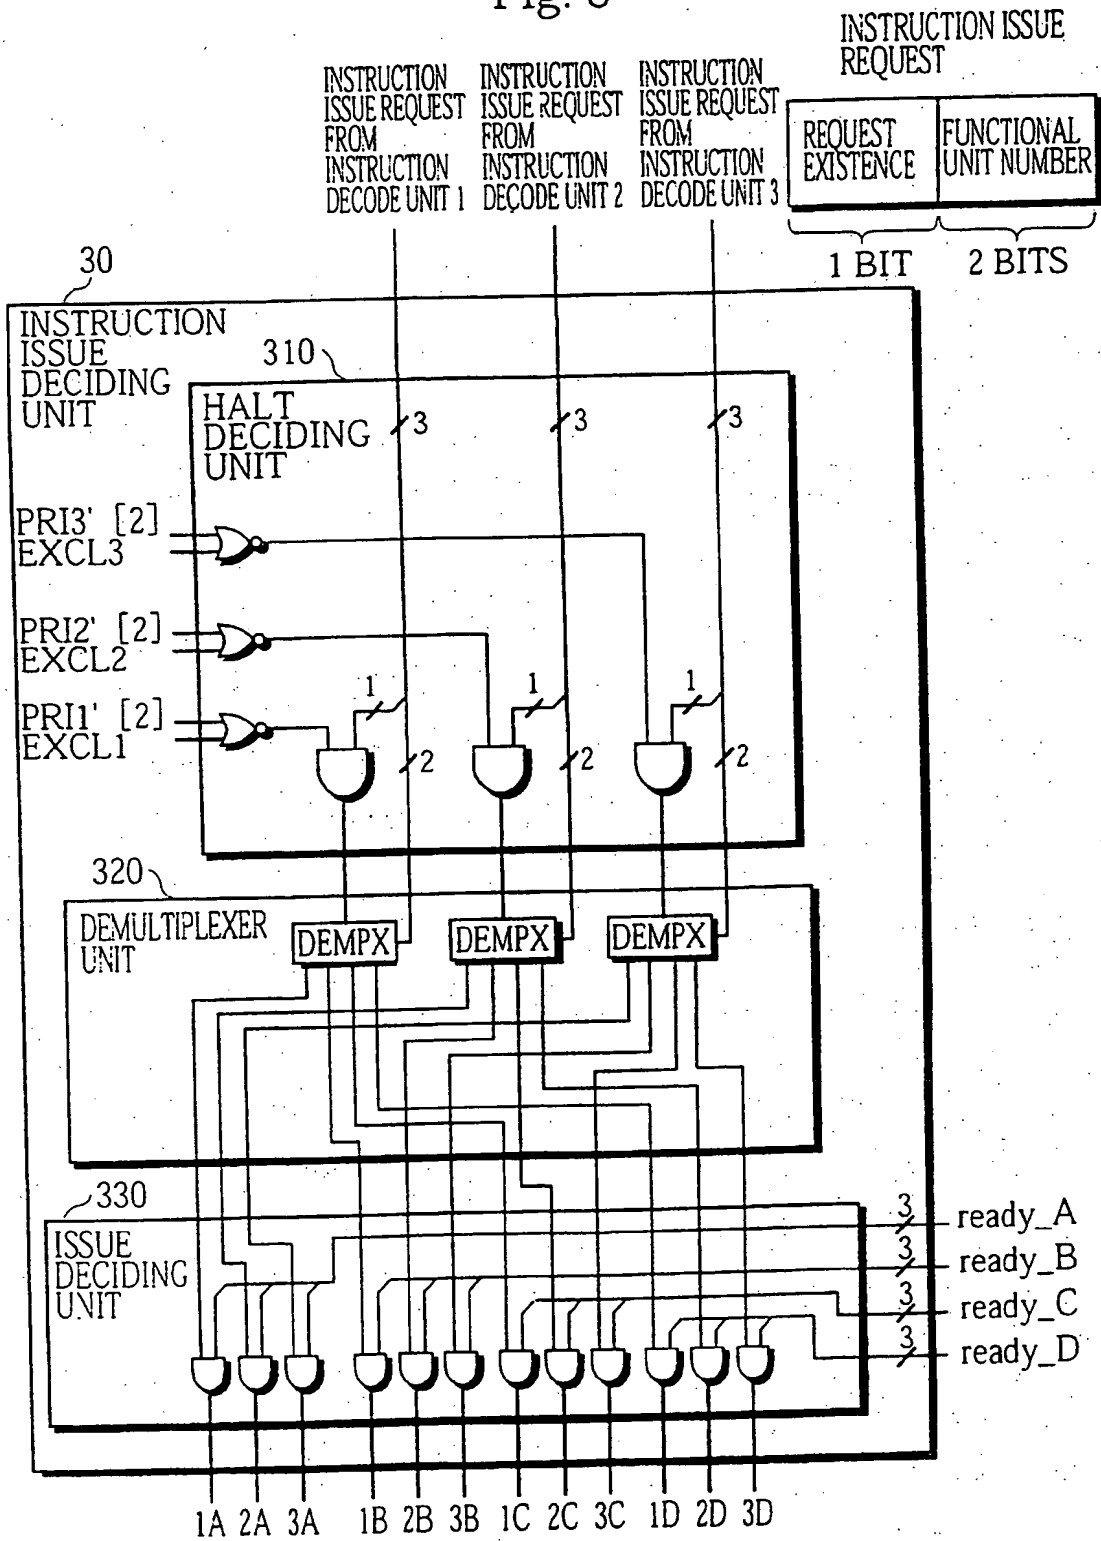 INSTRUCTION ISSUE
REQUEST
REQUEST
EXISTENCE
FUNCTIONAL
UNIT NUMBER
1 BIT
2 BITS
INSTRUCTION
ISSUE REQUEST
FROM
INSTRUCTION
DECODE UNIT 1
INSTRUCTION
ISSUE REQUEST
FROM
INSTRUCTION
DECODE UNIT 2
INSTRUCTION
ISSUE REQUEST
FROM
INSTRUCTION
DECODE UNIT 3
30
INSTRUCTION
ISSUE
DECIDING
UNIT
310
HALT
DECIDING
UNIT
3
3
3
PRI3' [2]
EXCL3
PRI2' [2]
EXCL2
PRI1' [2]
EXCL1
1
1
1
2
2
2
320
DEMULTIPLEXER
UNIT
DEMPX
DEMPX
DEMPX
330
ISSUE
DECIDING
UNIT
3
ready_A
3
ready_B
3
ready_C
3
ready_D
1A
2A
3A
1B
2B
3B
1C
2C
3C
1D
2D
3D